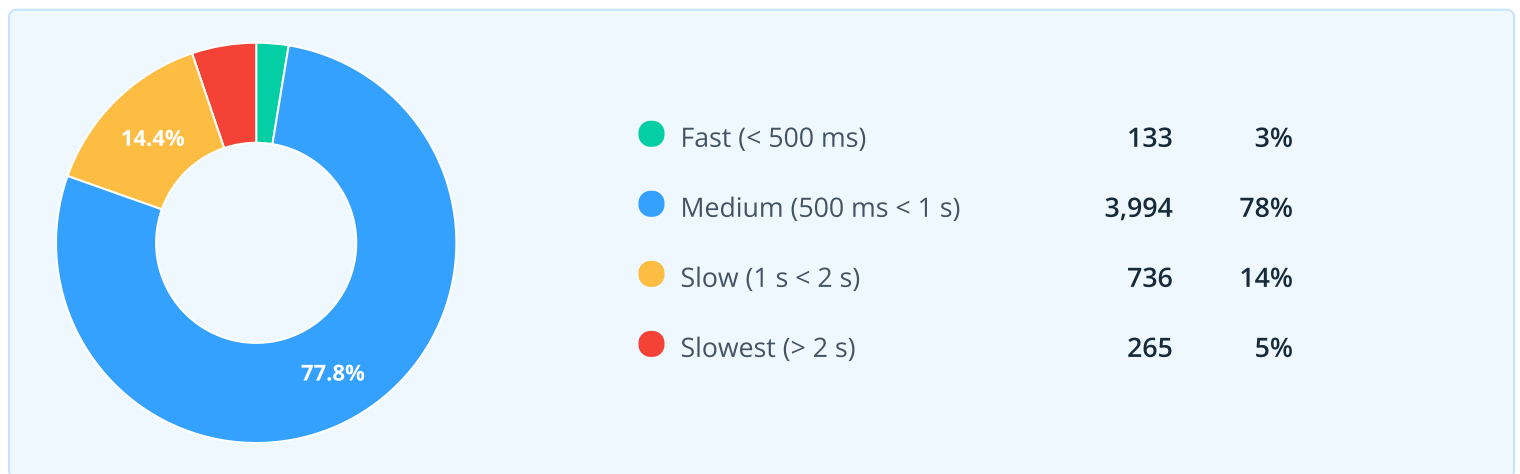 14.4%
77.8%
Fast (< 500 ms) 133 3%
Medium (500 ms < 1 s) 3,994 78%
Slow (1 s < 2 s) 736 14%
Slowest (> 2 s) 265 5%